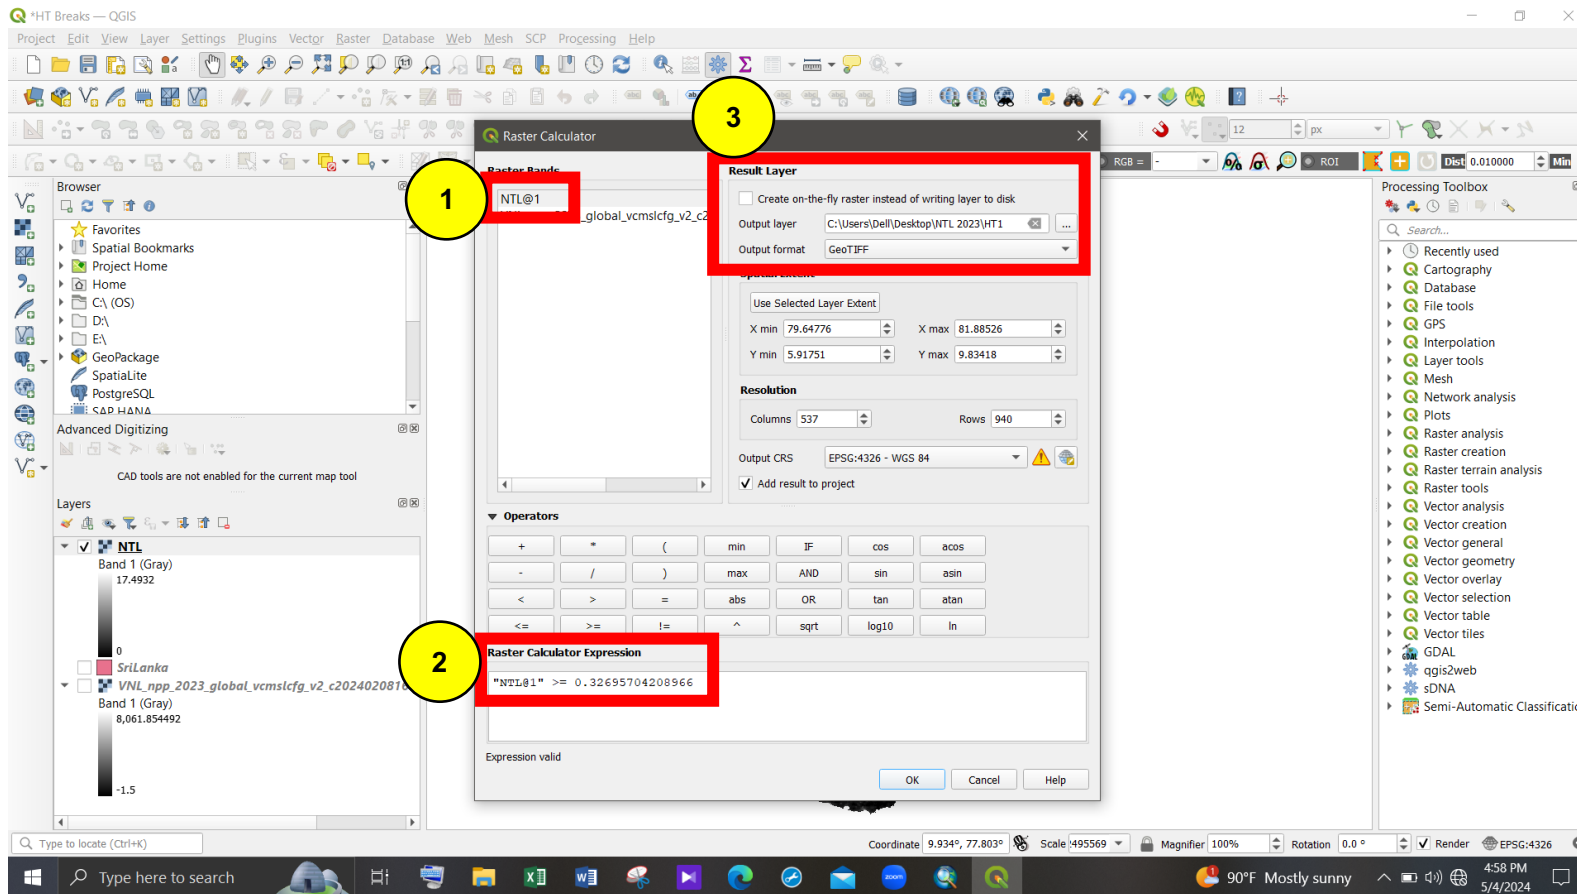 *HT Breaks — QGIS
Project Edit View Layer Settings Plugins Vector Raster Database Web Mesh SCP Processing Help
3
12 px
Raster Calculator
RGB = - ROI Dist 0.010000 Min
Browser
Favorites
Spatial Bookmarks
Project Home
Home
C:\ (OS)
D:\
E:\
GeoPackage
SpatiaLite
PostgreSQL
SAP HANA
Advanced Digitizing
CAD tools are not enabled for the current map tool
Layers
NTL
Band 1 (Gray)
17.4932
0
SriLanka
VNL_npp_2023_global_vcmslcfg_v2_c2024020816
Band 1 (Gray)
8,061.854492
-1.5
1
Raster Bands
NTL@1
_global_vcmslcfg_v2_c2
Result Layer
Create on-the-fly raster instead of writing layer to disk
Output layer C:\Users\Dell\Desktop\NTL 2023\HT1 ...
Output format GeoTIFF
Spatial Extent
Use Selected Layer Extent
X min 79.64776 X max 81.88526
Y min 5.91751 Y max 9.83418
Resolution
Columns 537 Rows 940
Output CRS EPSG:4326 - WGS 84
Add result to project
Operators
+ * ( min IF cos acos
- / ) max AND sin asin
< > = abs OR tan atan
<= >= != ^ sqrt log10 ln
2
Raster Calculator Expression
"NTL@1" >= 0.32695704208966
Expression valid
OK Cancel Help
Processing Toolbox
Search...
Recently used
Cartography
Database
File tools
GPS
Interpolation
Layer tools
Mesh
Network analysis
Plots
Raster analysis
Raster creation
Raster terrain analysis
Raster tools
Vector analysis
Vector creation
Vector general
Vector geometry
Vector overlay
Vector selection
Vector table
Vector tiles
GDAL
qgis2web
sDNA
Semi-Automatic Classificati
Type to locate (Ctrl+K)
Coordinate 9.934°, 77.803° Scale :495569 Magnifier 100% Rotation 0.0 ° Render EPSG:4326
Type here to search
zoom
90°F Mostly sunny
4:58 PM
5/4/2024